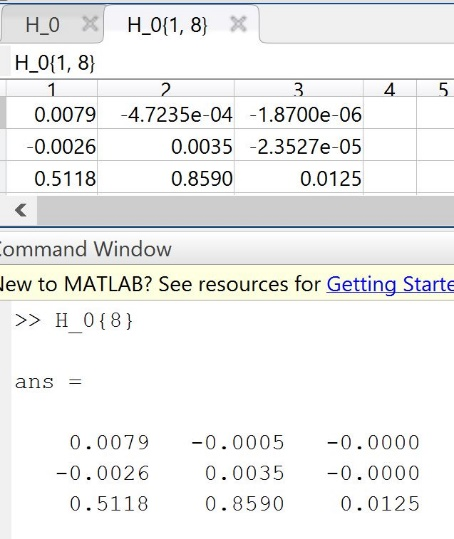 H_0 H_0{1, 8}
H_0{1, 8}
1 2 3 4 5
0.0079 -4.7235e-04 -1.8700e-06
-0.0026 0.0035 -2.3527e-05
0.5118 0.8590 0.0125
Command Window
New to MATLAB? See resources for Getting Starte
>> H_0{8}
ans =
0.0079 -0.0005 -0.0000
-0.0026 0.0035 -0.0000
0.5118 0.8590 0.0125